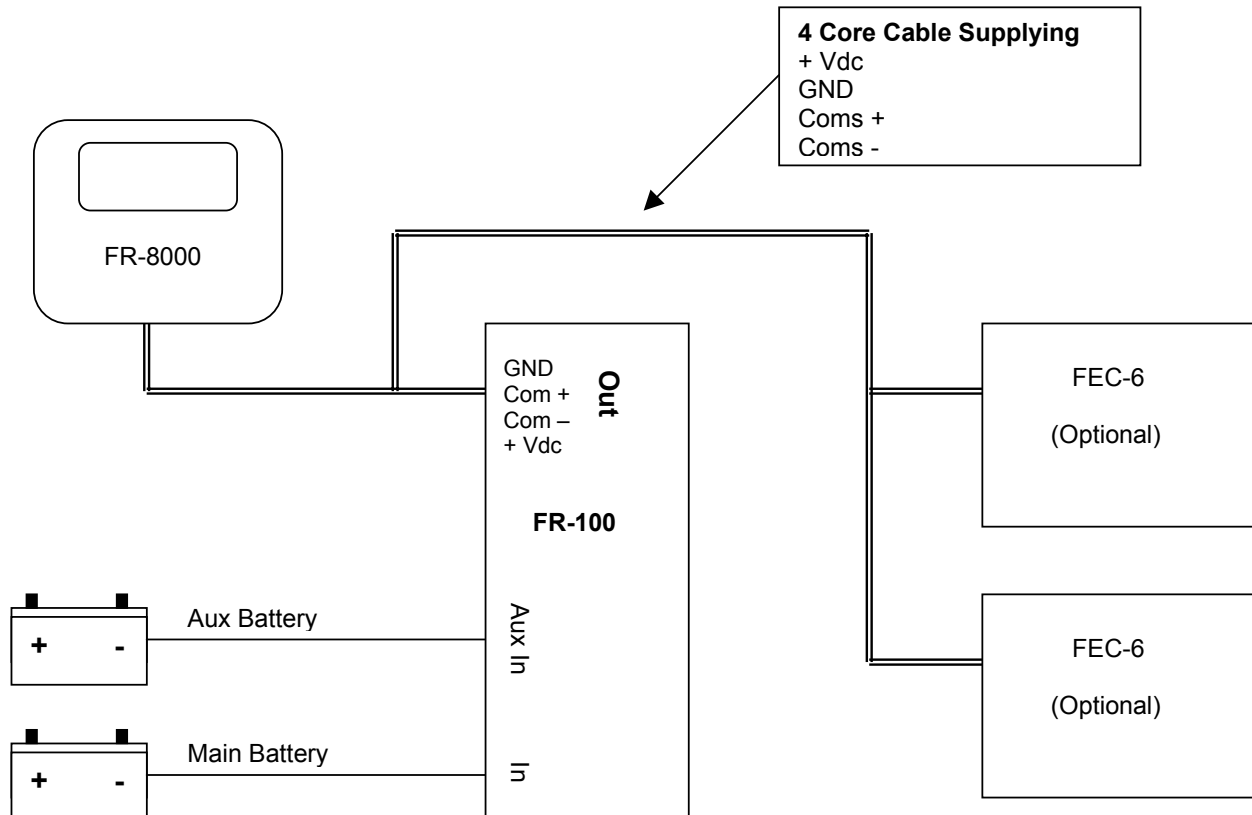 4 Core Cable Supplying
+ Vdc
GND
Coms +
Coms -
FR-8000
GND
Com +
Com –
+ Vdc
Out
FR-100
FEC-6
(Optional)
Aux Battery
+ -
Aux In
FEC-6
(Optional)
Main Battery
+ -
In